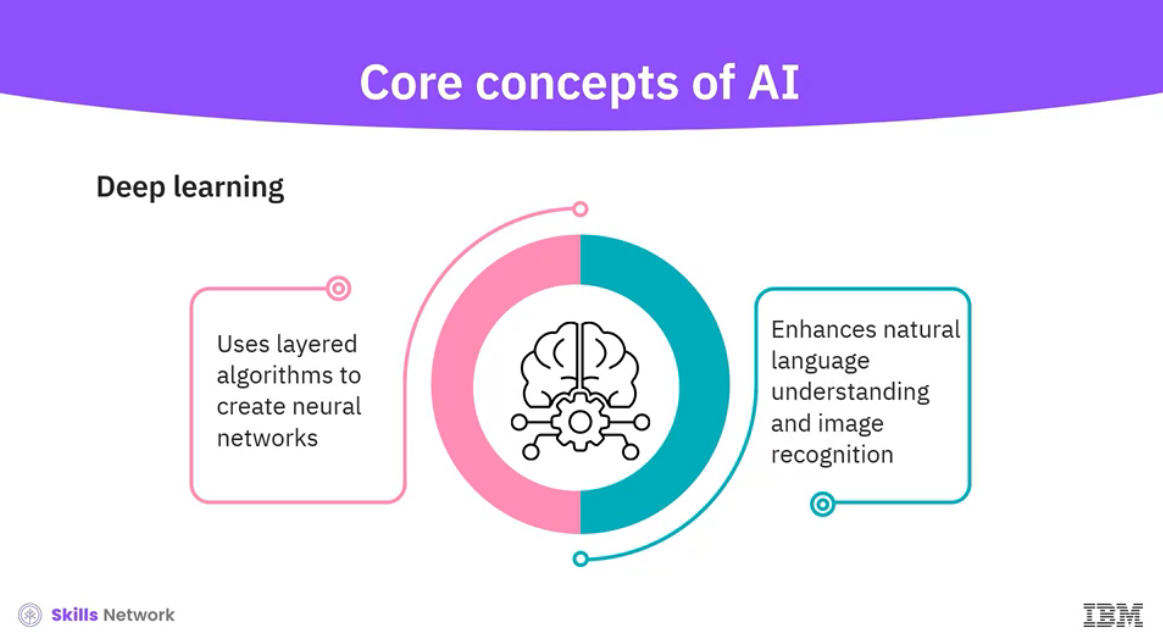 Core concepts of AI
Deep learning
Uses layered
algorithms to
create neural
networks
Enhances natural
language
understanding
and image
recognition
Skills Network
IBM